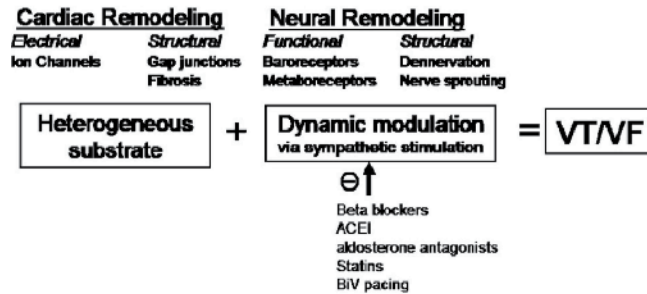 Cardiac Remodeling Neural Remodeling
Electrical Structural Functional Structural
Ion Channels Gap junctions Baroreceptors Dennervation
Fibrosis Metaboreceptors Nerve sprouting
Heterogeneous substrate + Dynamic modulation via sympathetic stimulation = VT/VF
Θ
Beta blockers
ACEI
aldosterone antagonists
Statins
BiV pacing